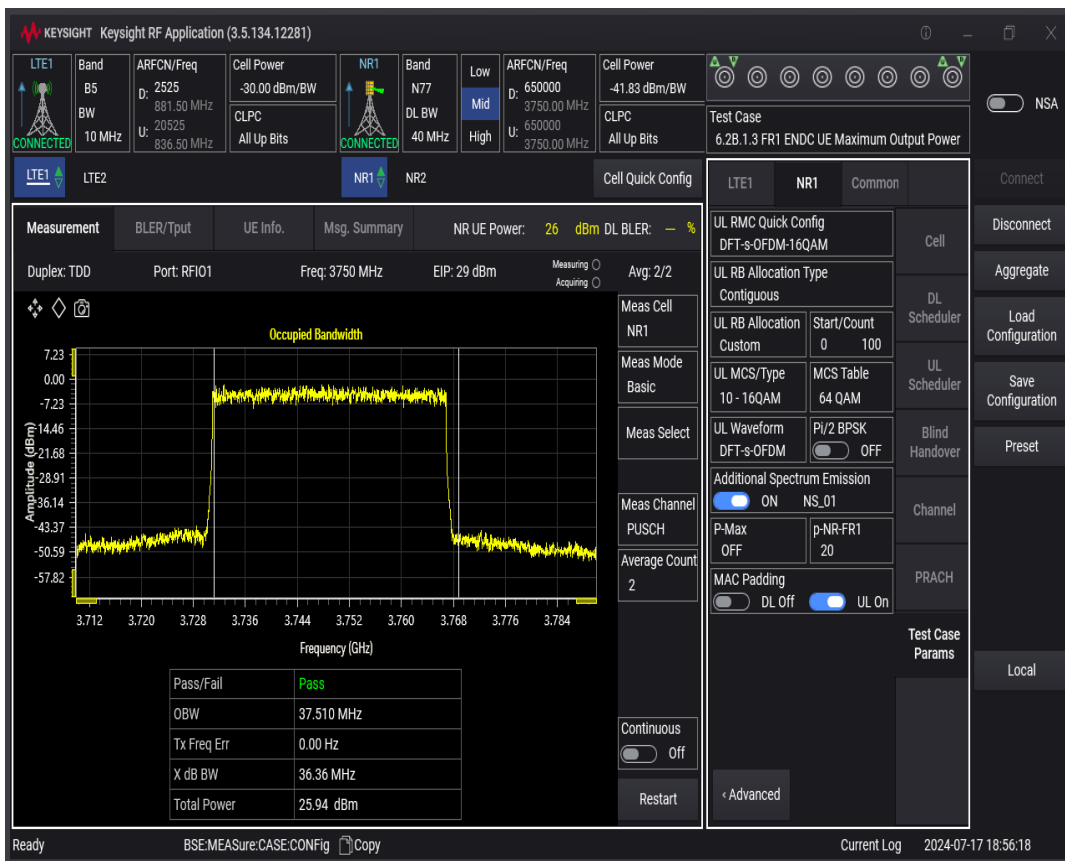 KEYSIGHT Keysight RF Application (3.5.134.12281)
LTE1 Band ARFCN/Freq Cell Power NR1 Band Low ARFCN/Freq Cell Power
B5 D: 2525 -30.00 dBm/BW N77 D: 650000 -41.83 dBm/BW
881.50 MHz 3750.00 MHz
BW CLPC DL BW Mid CLPC Test Case NSA
10 MHz U: 20525 All Up Bits 40 MHz High U: 650000 All Up Bits 6.2B.1.3 FR1 ENDC UE Maximum Output Power
CONNECTED 836.50 MHz CONNECTED 3750.00 MHz
LTE1 LTE2 NR1 NR2 Cell Quick Config
LTE1 NR1 Common
Connect
Measurement BLER/Tput UE Info. Msg. Summary NR UE Power: 26 dBm DL BLER: — %
Duplex: TDD Port: RFIO1 Freq: 3750 MHz EIP: 29 dBm Measuring Avg: 2/2
Acquiring
Occupied Bandwidth
7.23
0.00
-7.23
-14.46
-21.68
-28.91
-36.14
-43.37
-50.59
-57.82
Amplitude (dBm)
3.712 3.720 3.728 3.736 3.744 3.752 3.760 3.768 3.776 3.784
Frequency (GHz)
Pass/Fail Pass
OBW 37.510 MHz
Tx Freq Err 0.00 Hz
X dB BW 36.36 MHz
Total Power 25.94 dBm
Meas Cell
NR1
Meas Mode
Basic
Meas Select
Meas Channel
PUSCH
Average Count
2
Continuous
Off
Restart
UL RMC Quick Config
DFT-s-OFDM-16QAM
UL RB Allocation Type
Contiguous
UL RB Allocation Start/Count
Custom 0 100
UL MCS/Type MCS Table
10 - 16QAM 64 QAM
UL Waveform Pi/2 BPSK
DFT-s-OFDM OFF
Additional Spectrum Emission
ON NS_01
P-Max p-NR-FR1
OFF 20
MAC Padding
DL Off UL On
‹ Advanced
Cell
DL
Scheduler
UL
Scheduler
Blind
Handover
Channel
PRACH
Test Case
Params
Disconnect
Aggregate
Load
Configuration
Save
Configuration
Preset
Local
Ready BSE:MEASure:CASE:CONFig Copy Current Log 2024-07-17 18:56:18